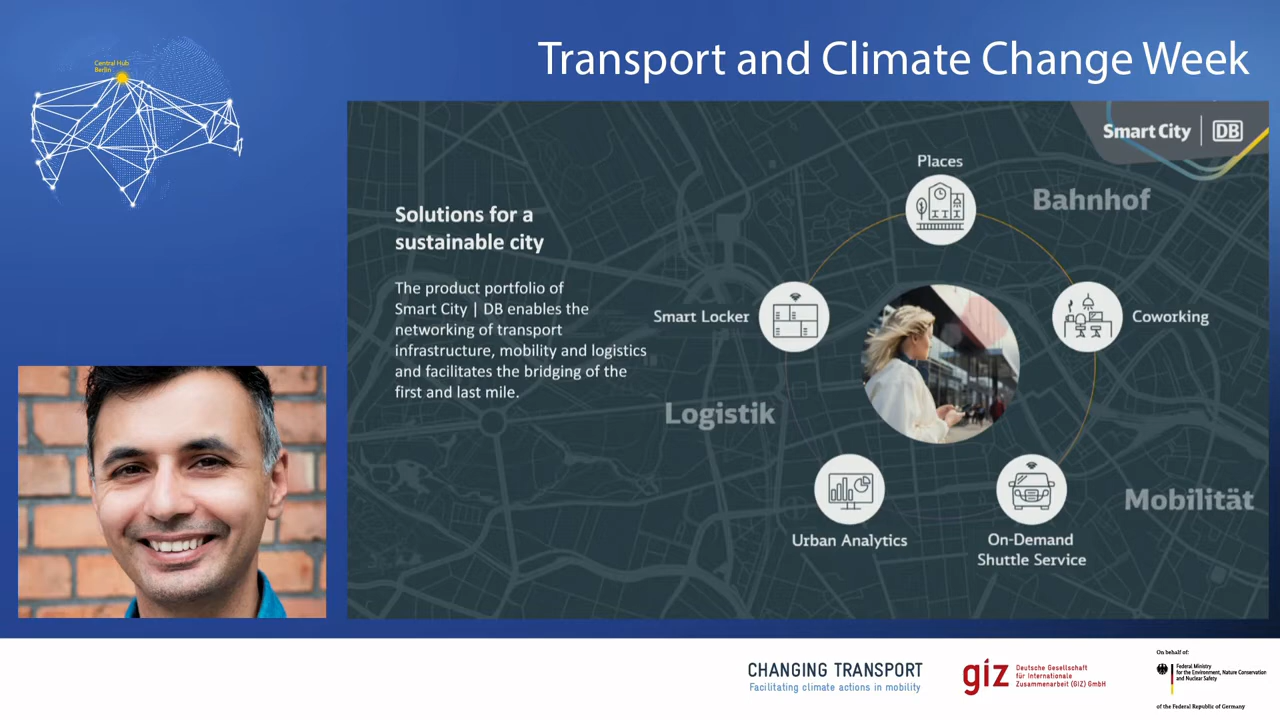 Central Hub
Berlin
Transport and Climate Change Week
Smart City | DB
Solutions for a
sustainable city
The product portfolio of
Smart City | DB enables the
networking of transport
infrastructure, mobility and logistics
and facilitates the bridging of the
first and last mile.
Places
Bahnhof
Smart Locker
Coworking
Logistik
Mobilität
Urban Analytics
On-Demand
Shuttle Service
CHANGING TRANSPORT
Facilitating climate actions in mobility
giz
Deutsche Gesellschaft
für Internationale
Zusammenarbeit (GIZ) GmbH
On behalf of:
Federal Ministry
for the Environment, Nature Conservation
and Nuclear Safety
of the Federal Republic of Germany